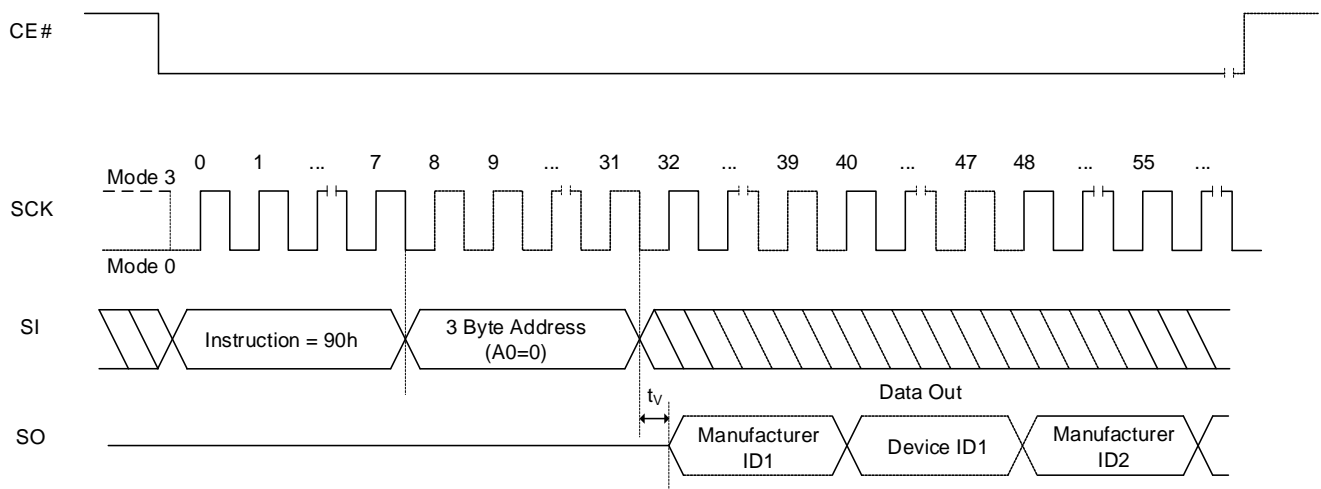 CE#
0 1 ... 7 8 9 ... 31 32 ... 39 40 ... 47 48 ... 55 ...
Mode 3
SCK
Mode 0
SI
Instruction = 90h
3 Byte Address
(A0=0)
Data Out
tV
SO
Manufacturer
ID1
Device ID1
Manufacturer
ID2